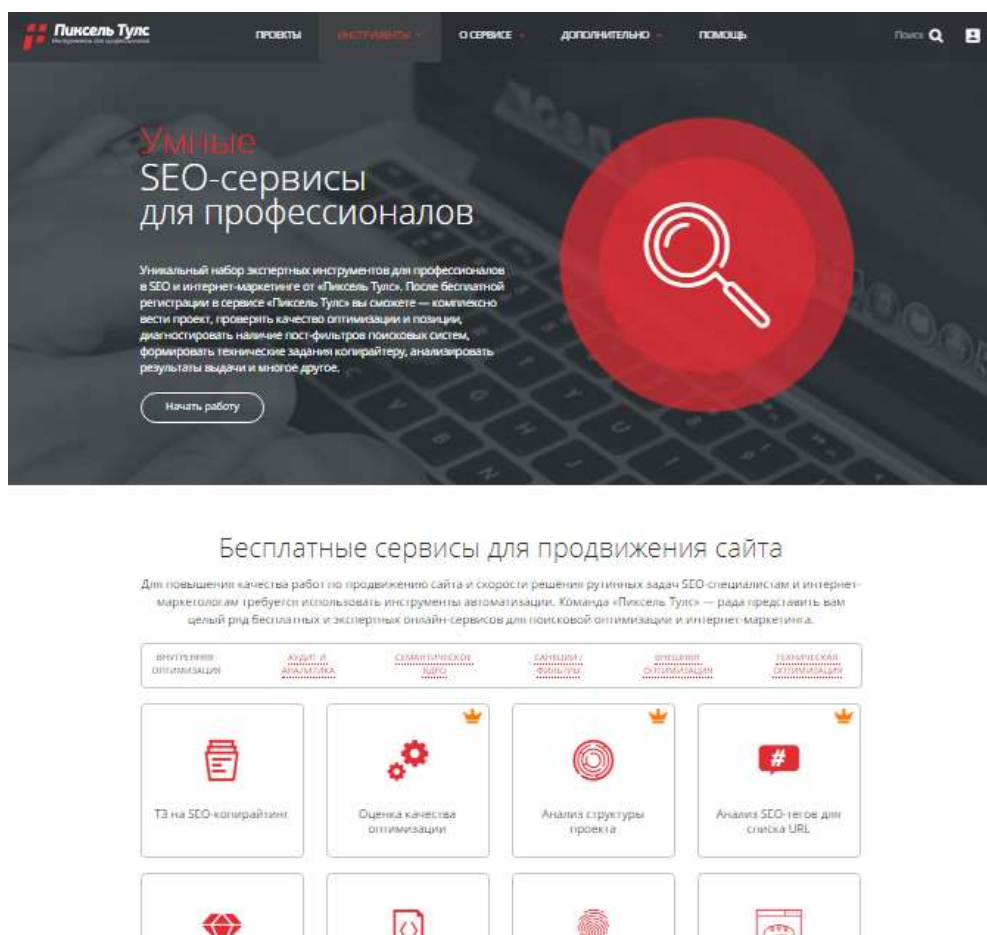 Пиксель Тулс
Инструменты для профессионалов
ПРОЕКТЫ
ИНСТРУМЕНТЫ
О СЕРВИСЕ
ДОПОЛНИТЕЛЬНО
ПОМОЩЬ
Поиск
Умные
SEO-сервисы
для профессионалов
Уникальный набор экспертных инструментов для профессионалов
в SEO и интернет-маркетинге от «Пиксель Тулс». После бесплатной
регистрации в сервисе «Пиксель Тулс» вы сможете — комплексно
вести проект, проверять качество оптимизации и позиции,
диагностировать наличие пост-фильтров поисковых систем,
формировать технические задания копирайтеру, анализировать
результаты выдачи и многое другое.
Начать работу
Бесплатные сервисы для продвижения сайта
Для повышения качества работ по продвижению сайта и скорости решения рутинных задач SEO-специалистам и интернет-
маркетологам требуется использовать инструменты автоматизации. Команда «Пиксель Тулс» — рада представить вам
целый ряд бесплатных и экспертных онлайн-сервисов для поисковой оптимизации и интернет-маркетинга.
ВНУТРЕННЯЯ
ОПТИМИЗАЦИЯ
АУДИТ И
АНАЛИТИКА
СЕМАНТИЧЕСКОЕ
ЯДРО
САНКЦИИ /
ФИЛЬТРЫ
ВНЕШНЯЯ
ОПТИМИЗАЦИЯ
ТЕХНИЧЕСКАЯ
ОПТИМИЗАЦИЯ
ТЗ на SEO-копирайтинг
Оценка качества
оптимизации
Анализ структуры
проекта
#
Анализ SEO-тегов для
списка URL